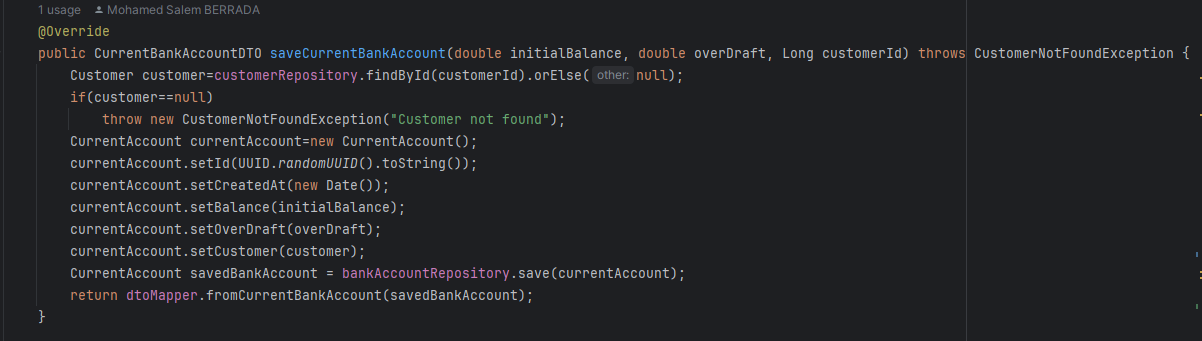 1 usage Mohamed Salem BERRADA
@Override
public CurrentBankAccountDTO saveCurrentBankAccount(double initialBalance, double overDraft, Long customerId) throws CustomerNotFoundException {
    Customer customer=customerRepository.findById(customerId).orElse( other: null);
    if(customer==null)
        throw new CustomerNotFoundException("Customer not found");
    CurrentAccount currentAccount=new CurrentAccount();
    currentAccount.setId(UUID.randomUUID().toString());
    currentAccount.setCreatedAt(new Date());
    currentAccount.setBalance(initialBalance);
    currentAccount.setOverDraft(overDraft);
    currentAccount.setCustomer(customer);
    CurrentAccount savedBankAccount = bankAccountRepository.save(currentAccount);
    return dtoMapper.fromCurrentBankAccount(savedBankAccount);
}